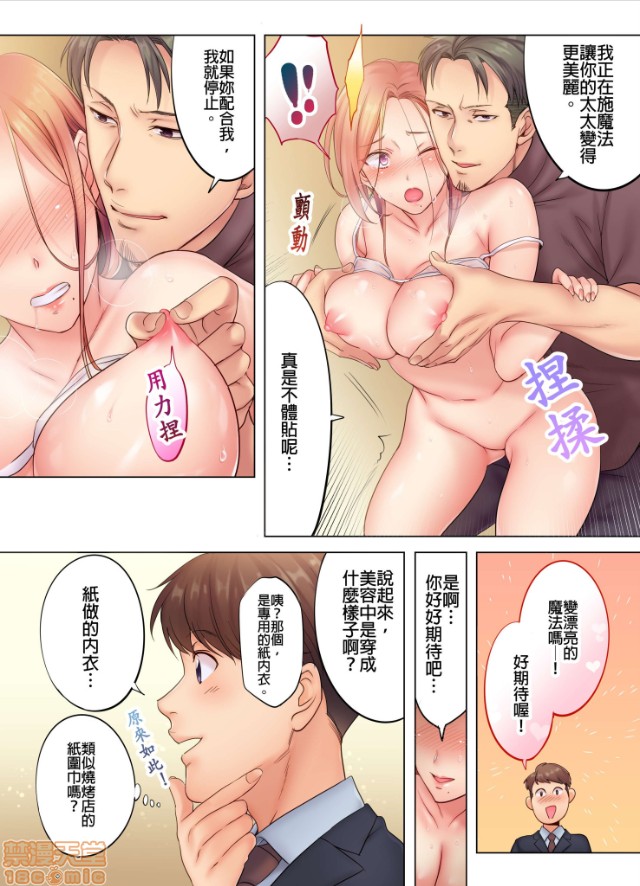 我正在施魔法
讓你的太太變得
更美麗。
!!
顫動
捏揉
真是不體貼呢…
如果妳配合我，
我就停止。
用力捏
變漂亮的
魔法嗎—!
好期待喔!
是啊…
你好好期待吧…
說起來，
美容中是穿成
什麼樣子啊?
咦?那個，
是專用的紙內衣。
紙做的內衣…
原來如此!
類似燒烤店的
紙圍巾嗎?
禁漫天堂
18comic